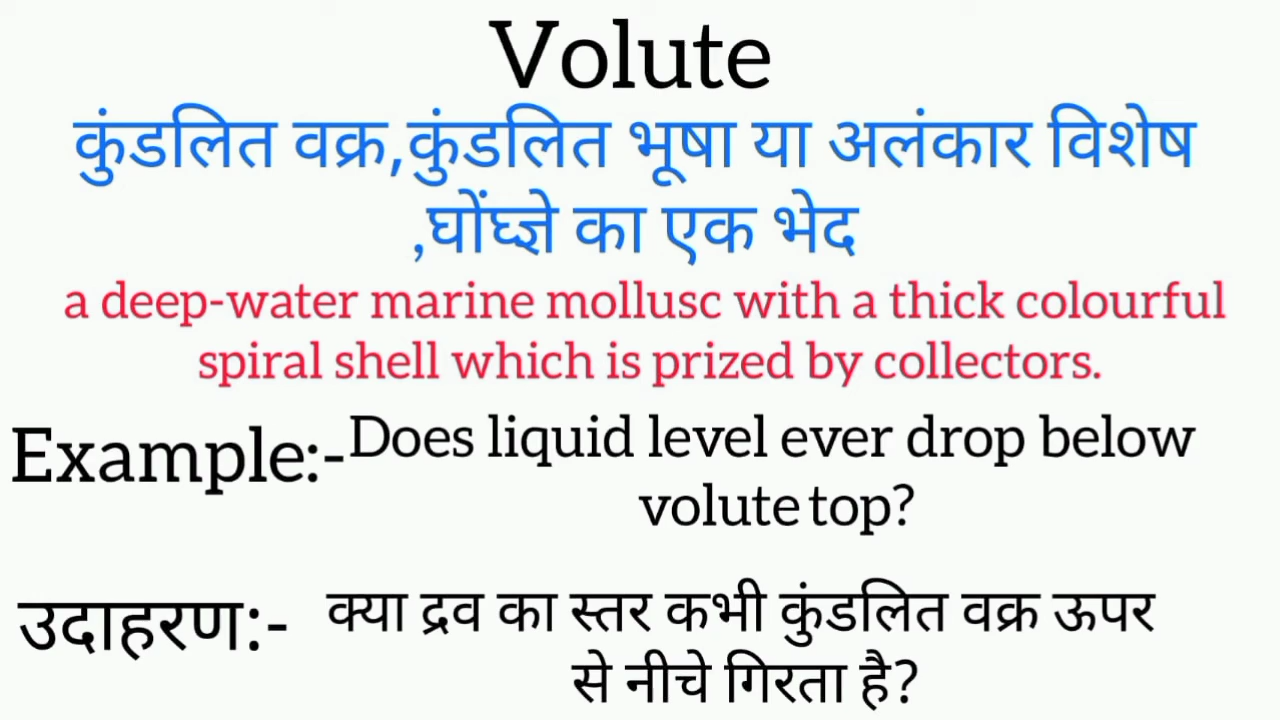 Volute
कुंडलित वक्र,कुंडलित भूषा या अलंकार विशेष
,घोंघ्ज्ञे का एक भेद
a deep-water marine mollusc with a thick colourful
spiral shell which is prized by collectors.
Example:-Does liquid level ever drop below
volute top?
उदाहरण:- क्या द्रव का स्तर कभी कुंडलित वक्र ऊपर
से नीचे गिरता है?